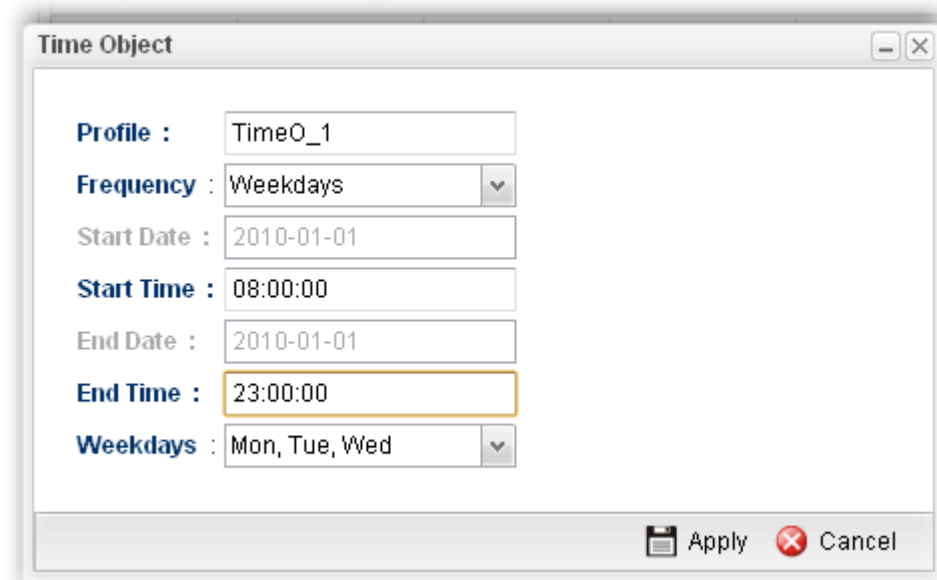 Time Object
Profile : TimeO_1
Frequency : Weekdays
Start Date : 2010-01-01
Start Time : 08:00:00
End Date : 2010-01-01
End Time : 23:00:00
Weekdays : Mon, Tue, Wed
Apply Cancel